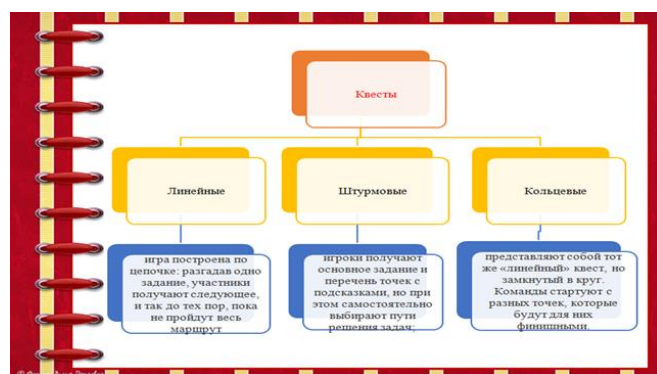 Квесты
Линейные
Штурмовые
Кольцевые
игра построена по
цепочке: разгадав одно
задание, участники
получают следующее,
и так до тех пор, пока
не пройдут весь
маршрут
игроки получают
основное задание и
перечень точек с
подсказками, но при
этом самостоятельно
выбирают пути
решения задач;
представляют собой тот
же «линейный» квест, но
замкнутый в круг.
Команды стартуют с
разных точек, которые
будут для них
финишными.